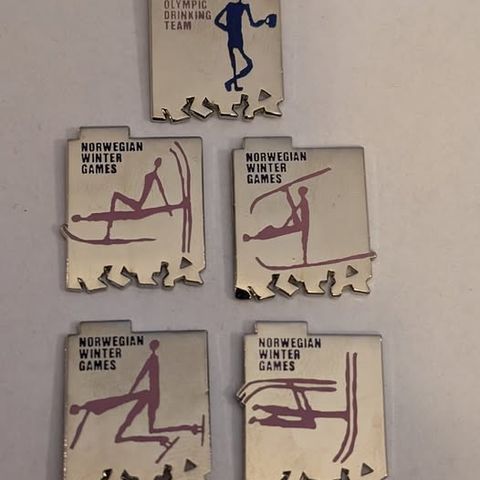 OLYMPIC
DRINKING
TEAM
NORWEGIAN
WINTER
GAMES
NORWEGIAN
WINTER
GAMES
NORWEGIAN
WINTER
GAMES
NORWEGIAN
WINTER
GAMES